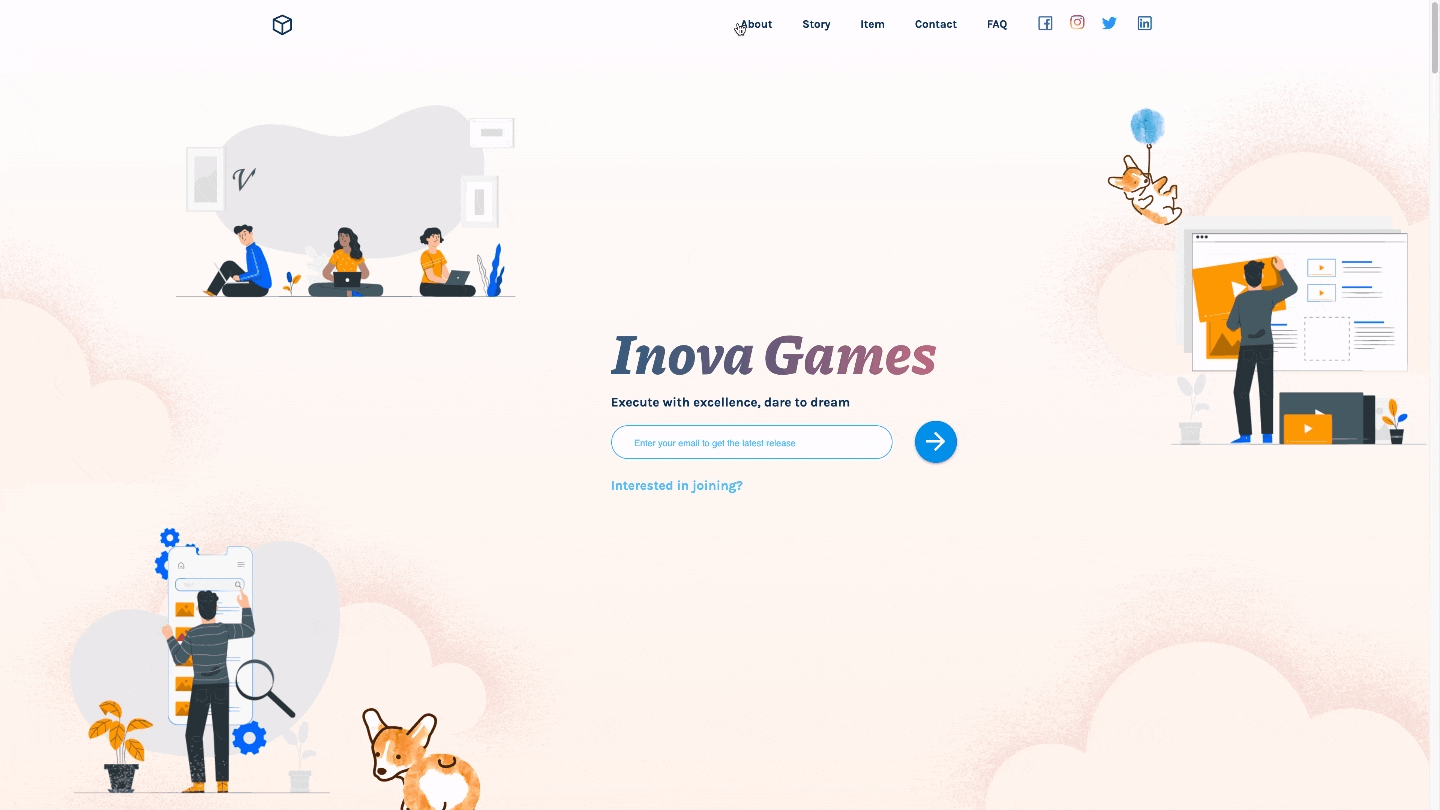 About Story Item Contact FAQ
V
Inova Games
Execute with excellence, dare to dream
Enter your email to get the latest release
Interested in joining?